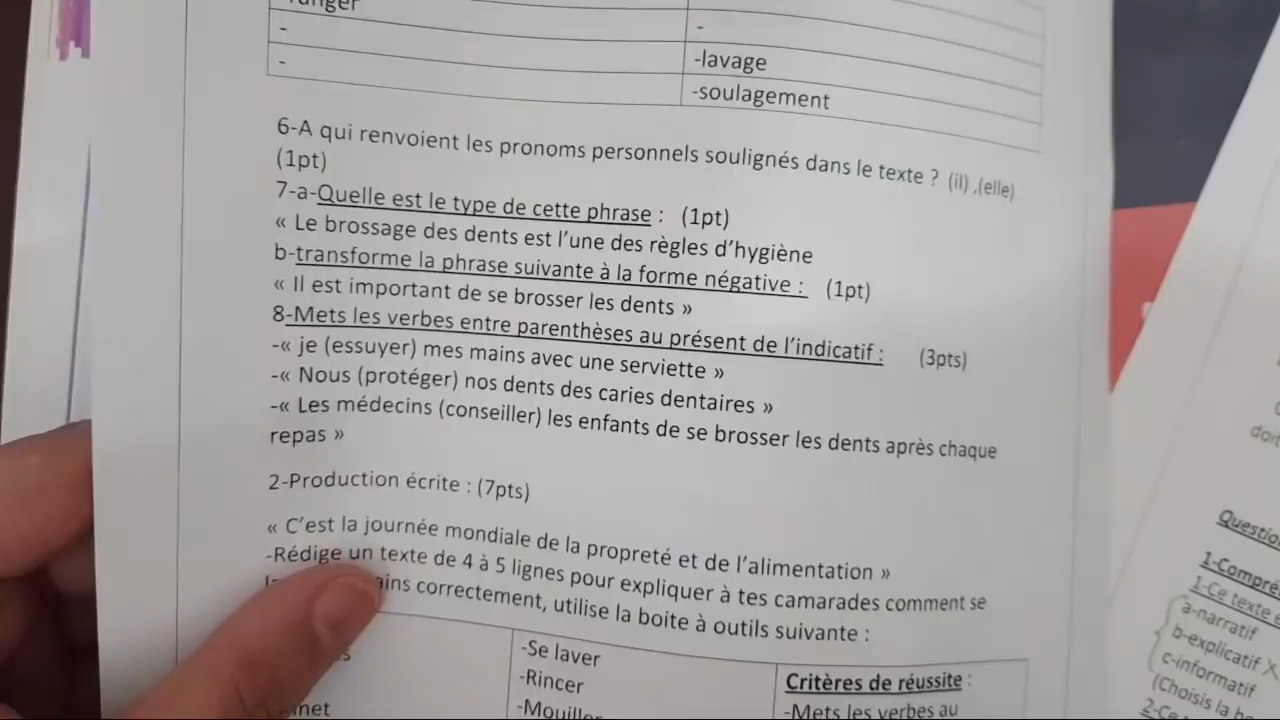 -
-
-
-lavage
-soulagement
6-A qui renvoient les pronoms personnels soulignés dans le texte ? (il) ,(elle)
(1pt)
7-a-Quelle est le type de cette phrase : (1pt)
« Le brossage des dents est l’une des règles d’hygiène
b-transforme la phrase suivante à la forme négative : (1pt)
« Il est important de se brosser les dents »
8-Mets les verbes entre parenthèses au présent de l’indicatif : (3pts)
-« je (essuyer) mes mains avec une serviette »
-« Nous (protéger) nos dents des caries dentaires »
-« Les médecins (conseiller) les enfants de se brosser les dents après chaque
repas »
2-Production écrite : (7pts)
« C’est la journée mondiale de la propreté et de l’alimentation »
-Rédige un texte de 4 à 5 lignes pour expliquer à tes camarades comment se
correctement, utilise la boite à outils suivante :
-Se laver
-Rincer
Critères de réussite :
-Mets les verbes au
1-Ce texte
a-narratif
b-explicatif X
c-informatif
(Choisis la